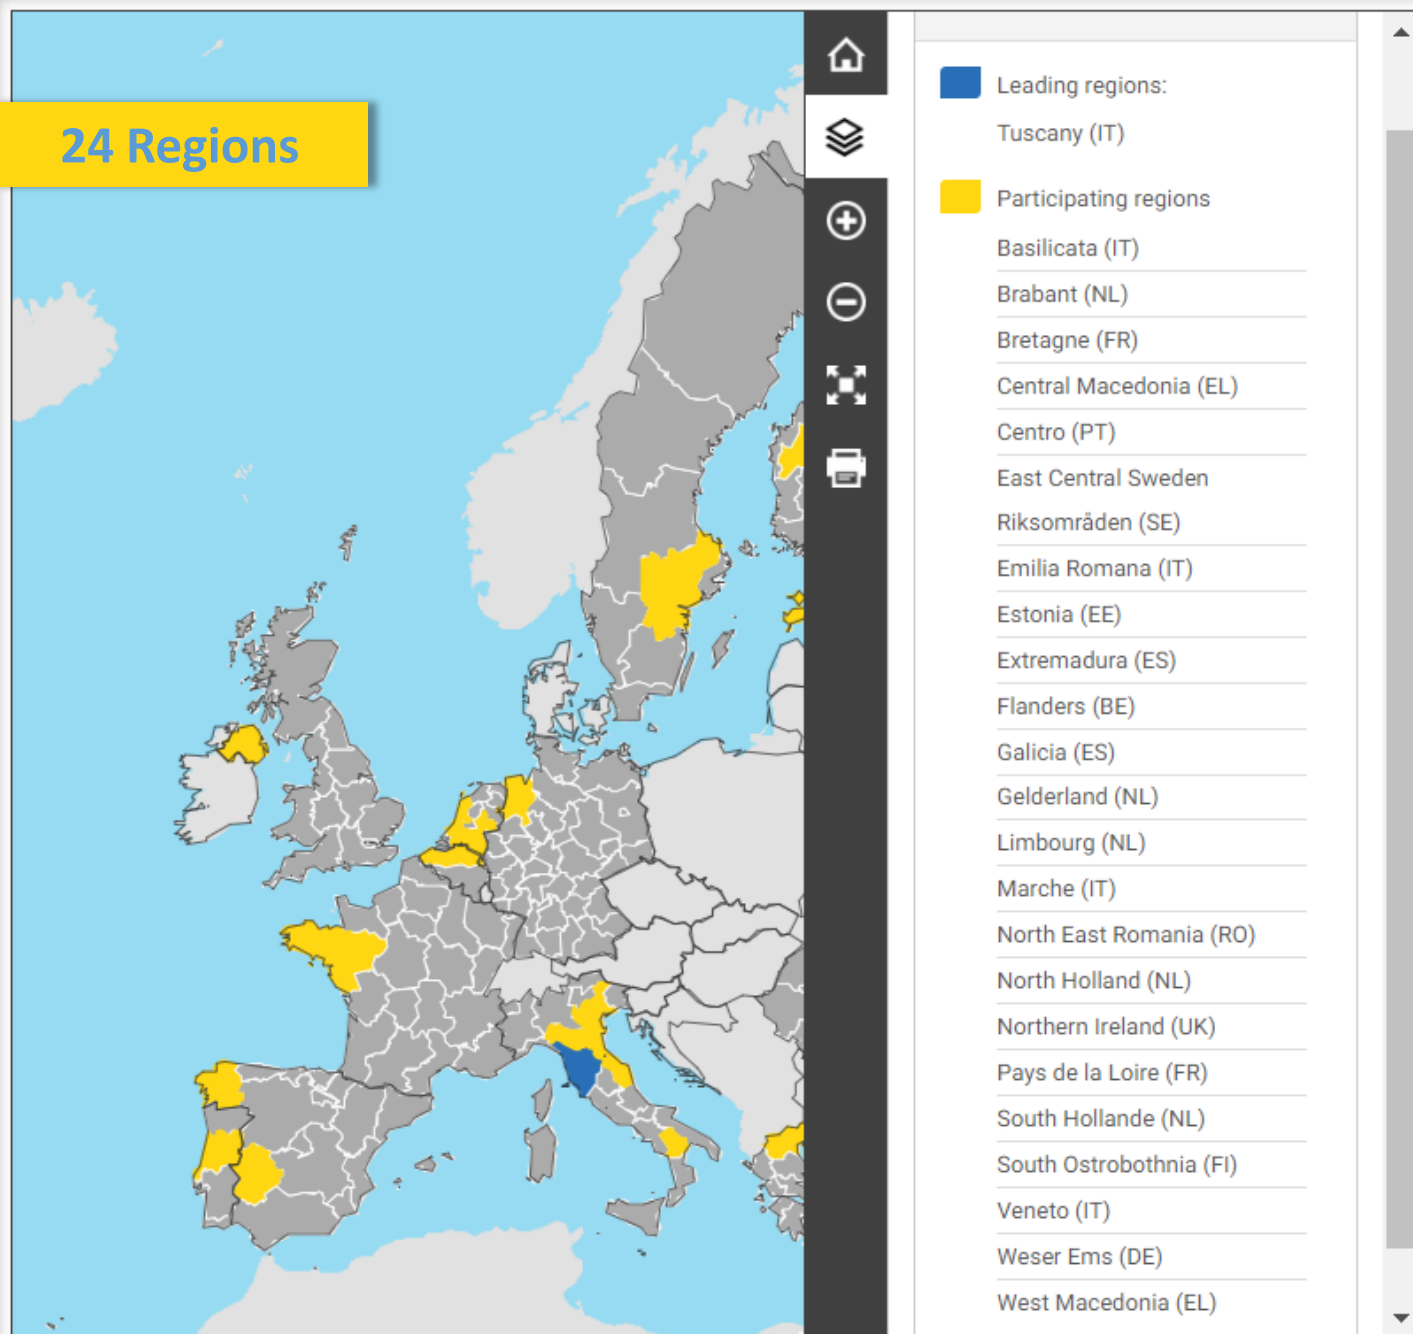 24 Regions
Leading regions:
Tuscany (IT)
Participating regions
Basilicata (IT)
Brabant (NL)
Bretagne (FR)
Central Macedonia (EL)
Centro (PT)
East Central Sweden
Riksområden (SE)
Emilia Romana (IT)
Estonia (EE)
Extremadura (ES)
Flanders (BE)
Galicia (ES)
Gelderland (NL)
Limbourg (NL)
Marche (IT)
North East Romania (RO)
North Holland (NL)
Northern Ireland (UK)
Pays de la Loire (FR)
South Hollande (NL)
South Ostrobothnia (FI)
Veneto (IT)
Weser Ems (DE)
West Macedonia (EL)